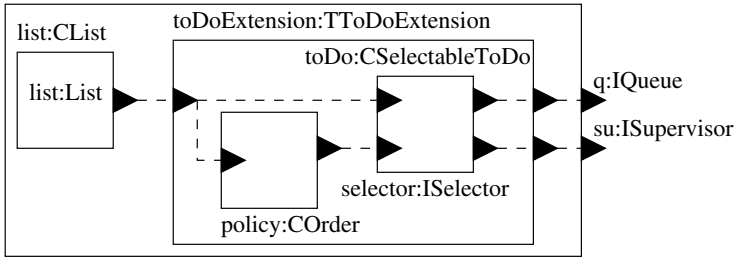 toDoExtension:TToDoExtension
list:CList
toDo:CSelectableToDo
q:IQueue
list:List
su:ISupervisor
selector:ISelector
policy:COrder